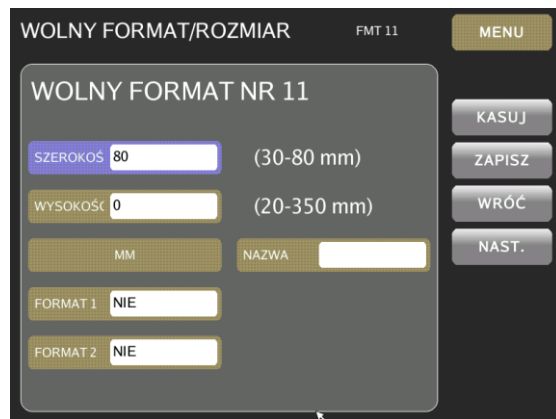 WOLNY FORMAT/ROZMIAR FMT 11 MENU
WOLNY FORMAT NR 11
KASUJ
SZEROKOŚ 80 (30-80 mm) ZAPISZ
WYSOKOŚĆ 0 (20-350 mm) WRÓĆ
MM NAZWA NAST.
FORMAT 1 NIE
FORMAT 2 NIE